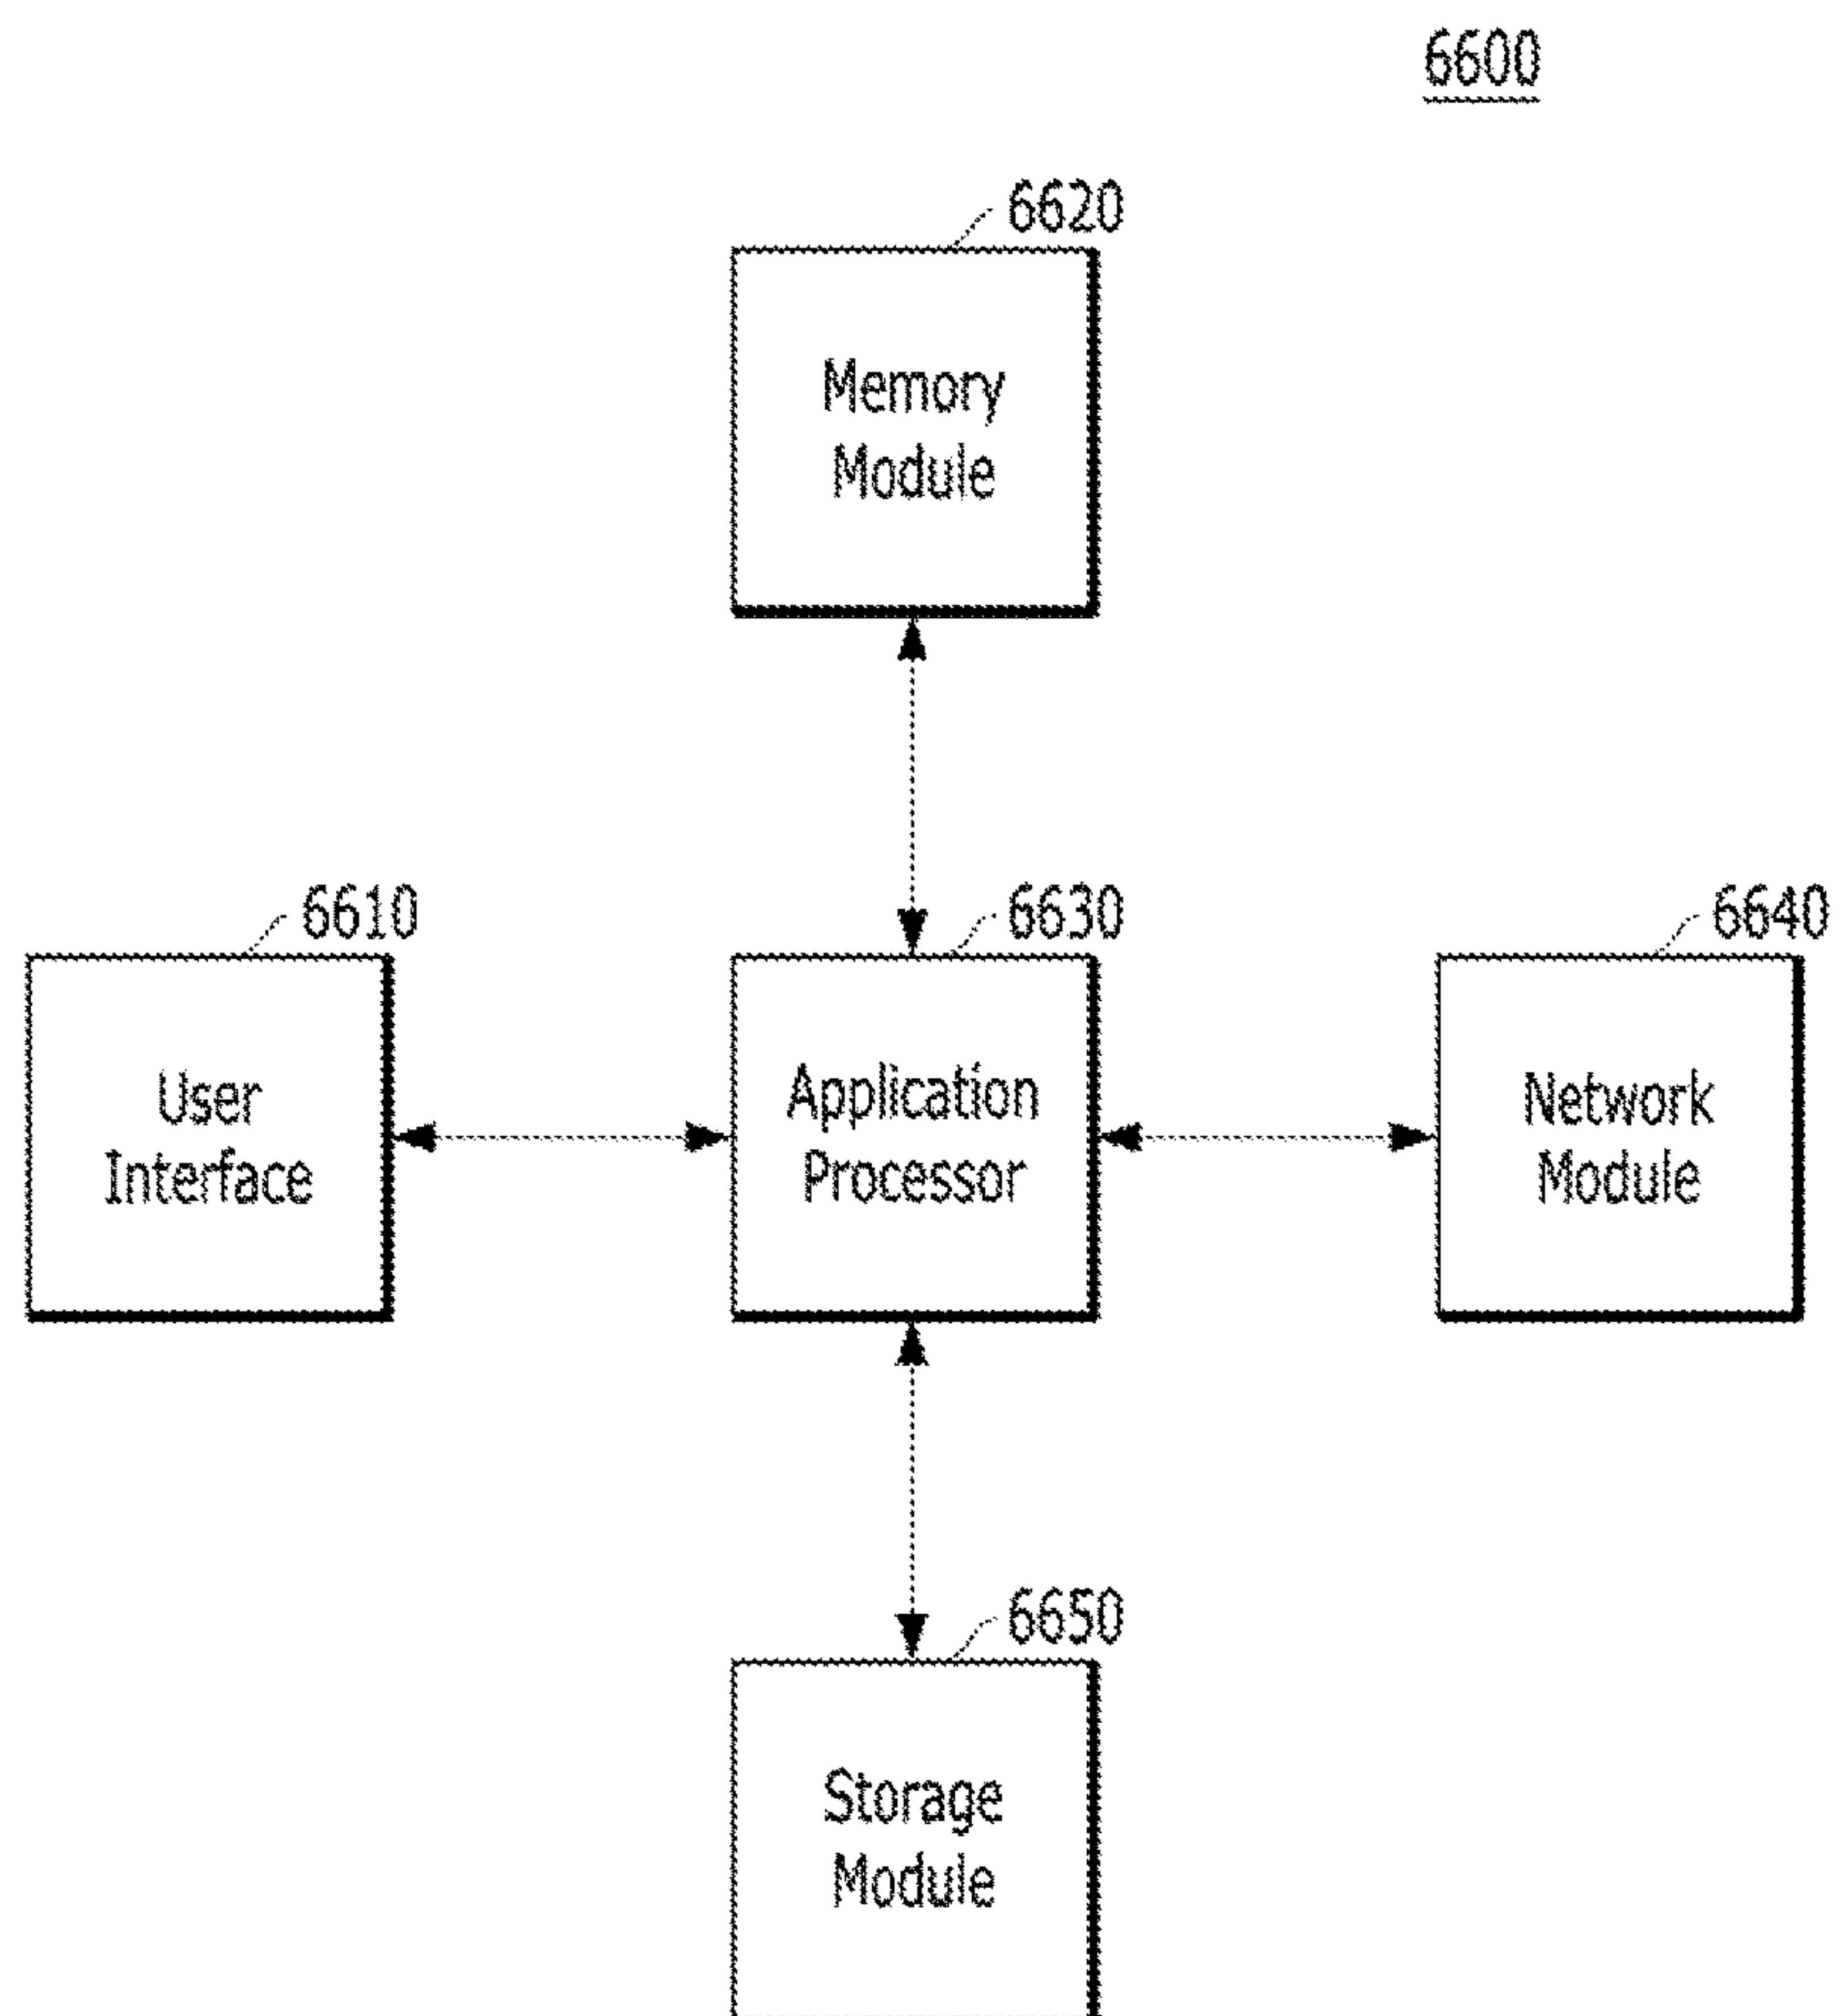 6600
6620
Memory
Module
6610
6630
6640
User
Interface
Application
Processor
Network
Module
6650
Storage
Module